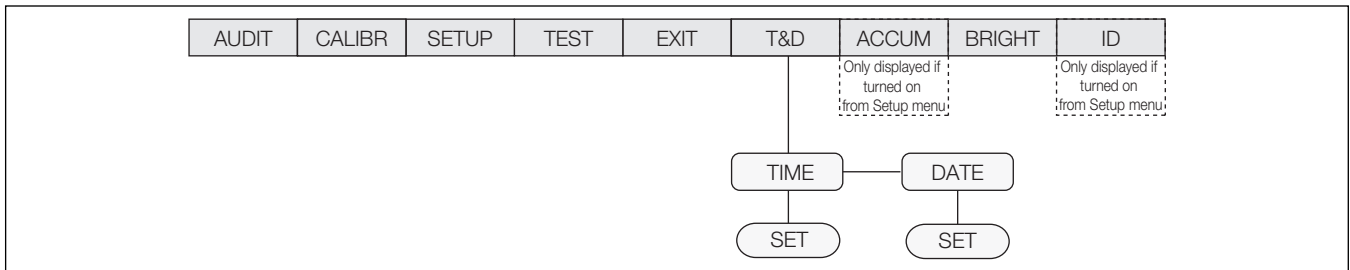 AUDIT CALIBR SETUP TEST EXIT T&D ACCUM BRIGHT ID
Only displayed if
turned on
from Setup menu
Only displayed if
turned on
from Setup menu
TIME DATE
SET SET